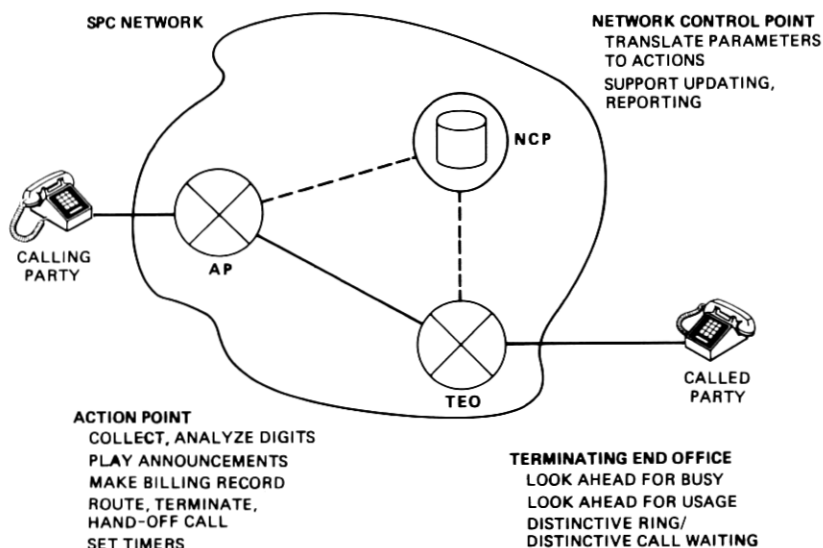 SPC NETWORK
NETWORK CONTROL POINT
TRANSLATE PARAMETERS
TO ACTIONS
SUPPORT UPDATING,
REPORTING
NCP
CALLING
PARTY
AP
TEO
CALLED
PARTY
ACTION POINT
COLLECT, ANALYZE DIGITS
PLAY ANNOUNCEMENTS
MAKE BILLING RECORD
ROUTE, TERMINATE,
HAND-OFF CALL
SET TIMERS
TERMINATING END OFFICE
LOOK AHEAD FOR BUSY
LOOK AHEAD FOR USAGE
DISTINCTIVE RING/
DISTINCTIVE CALL WAITING